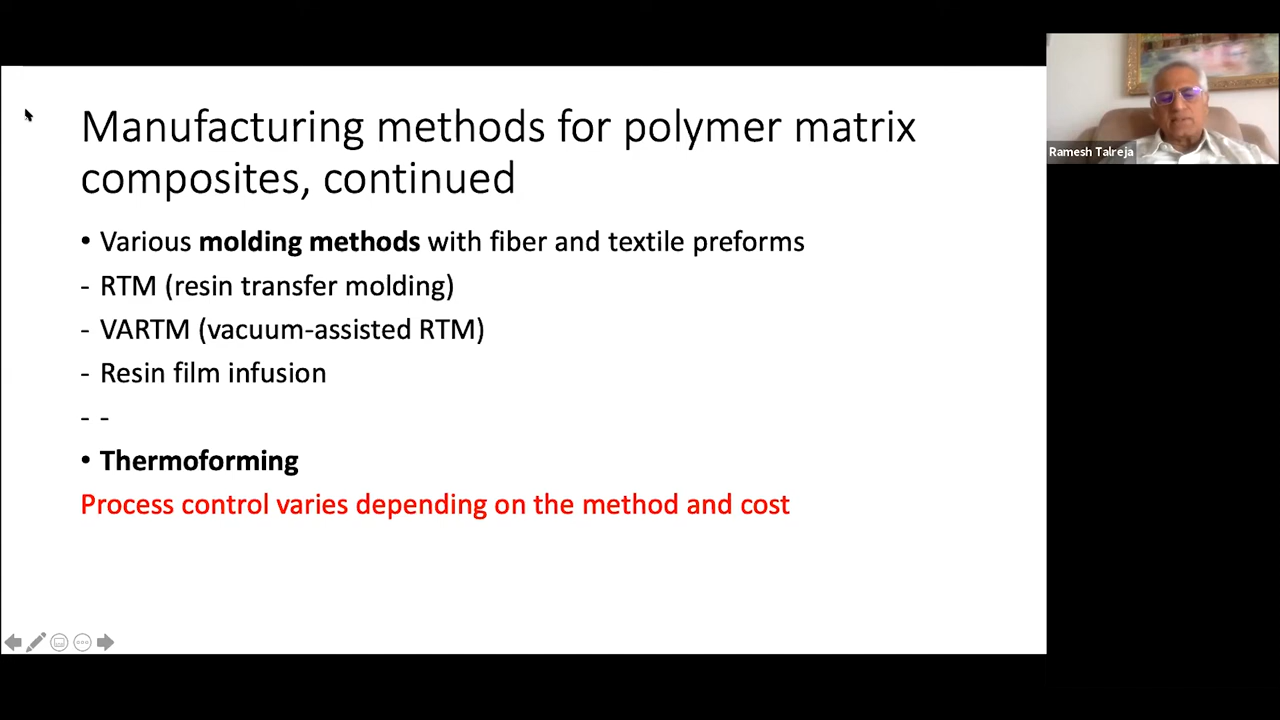 Manufacturing methods for polymer matrix
composites, continued
• Various molding methods with fiber and textile preforms
- RTM (resin transfer molding)
- VARTM (vacuum-assisted RTM)
- Resin film infusion
- -
• Thermoforming
Process control varies depending on the method and cost
Ramesh Talreja